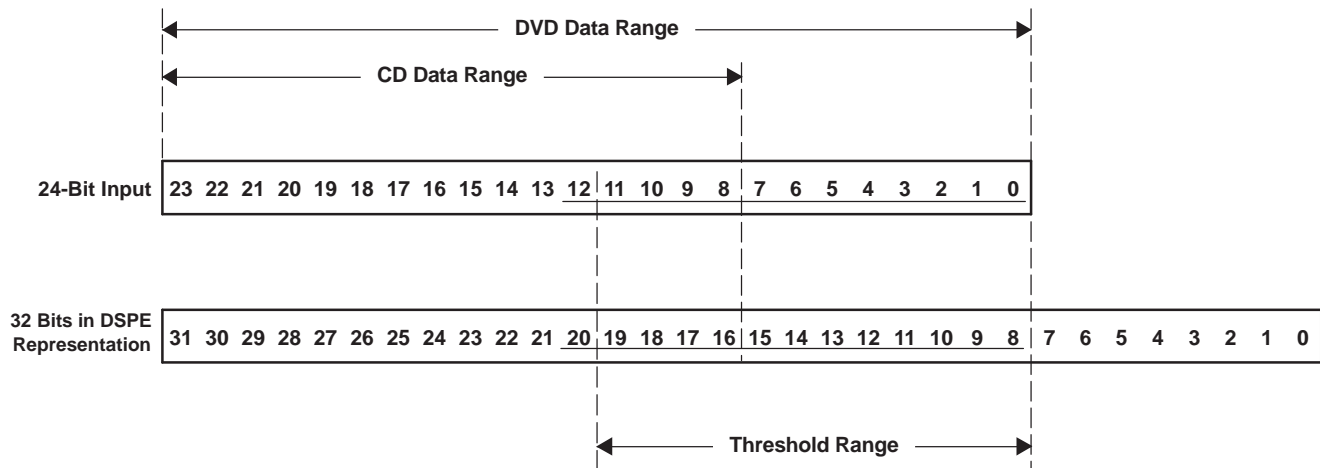 DVD Data Range
CD Data Range
24-Bit Input 23 22 21 20 19 18 17 16 15 14 13 12 11 10 9 8 7 6 5 4 3 2 1 0
32 Bits in DSPE
Representation 31 30 29 28 27 26 25 24 23 22 21 20 19 18 17 16 15 14 13 12 11 10 9 8 7 6 5 4 3 2 1 0
Threshold Range